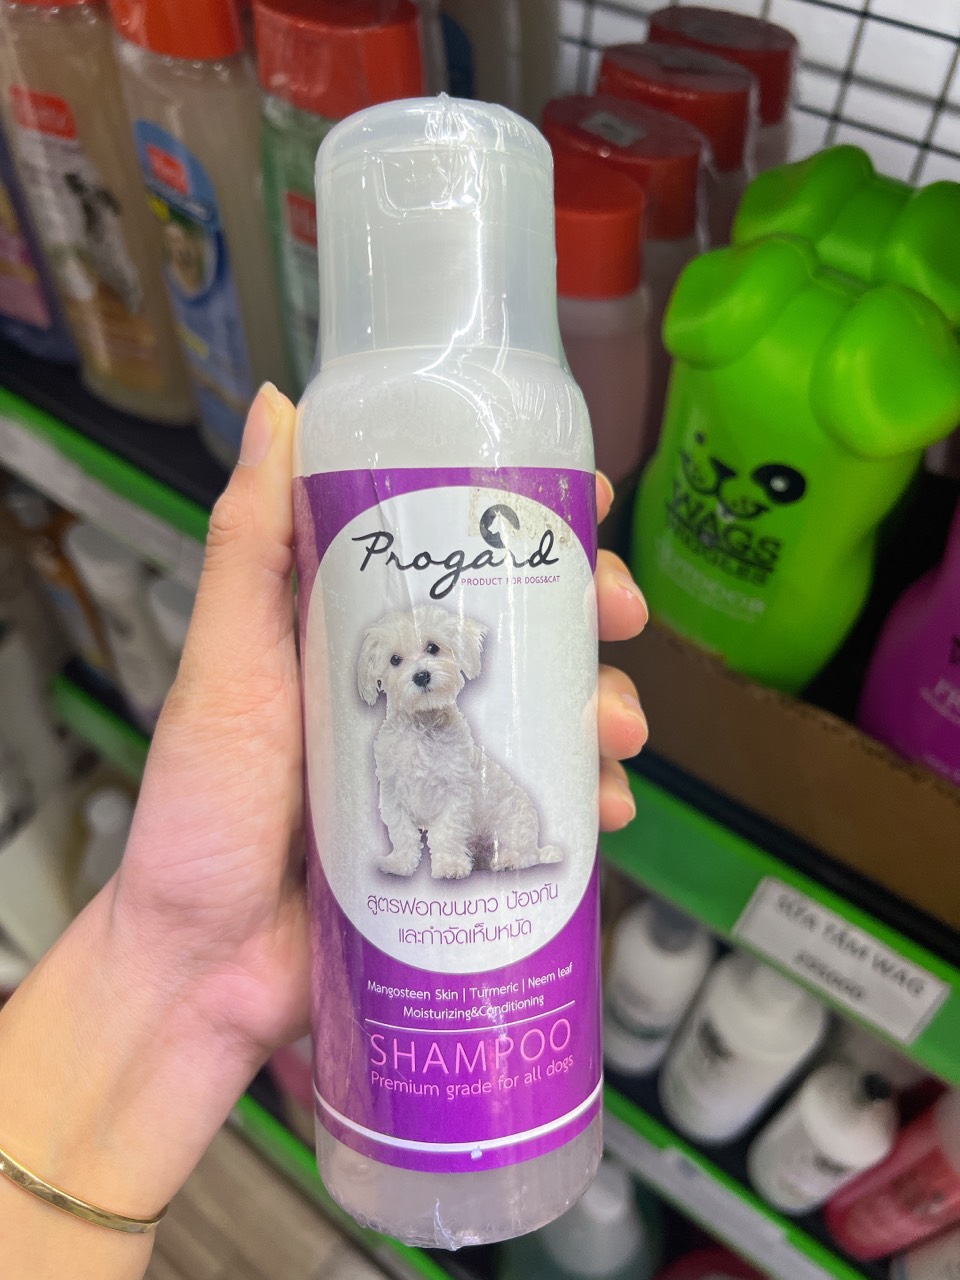 Progard
PRODUCT FOR DOGS&CAT
สูตรฟอกขนขาว ป้องกัน
และกำจัดเห็บหมัด
Mangosteen Skin | Turmeric | Neem leaf
Moisturizing&Conditioning
SHAMPOO
Premium grade for all dogs
WAGS
SỮA TẮM WAG